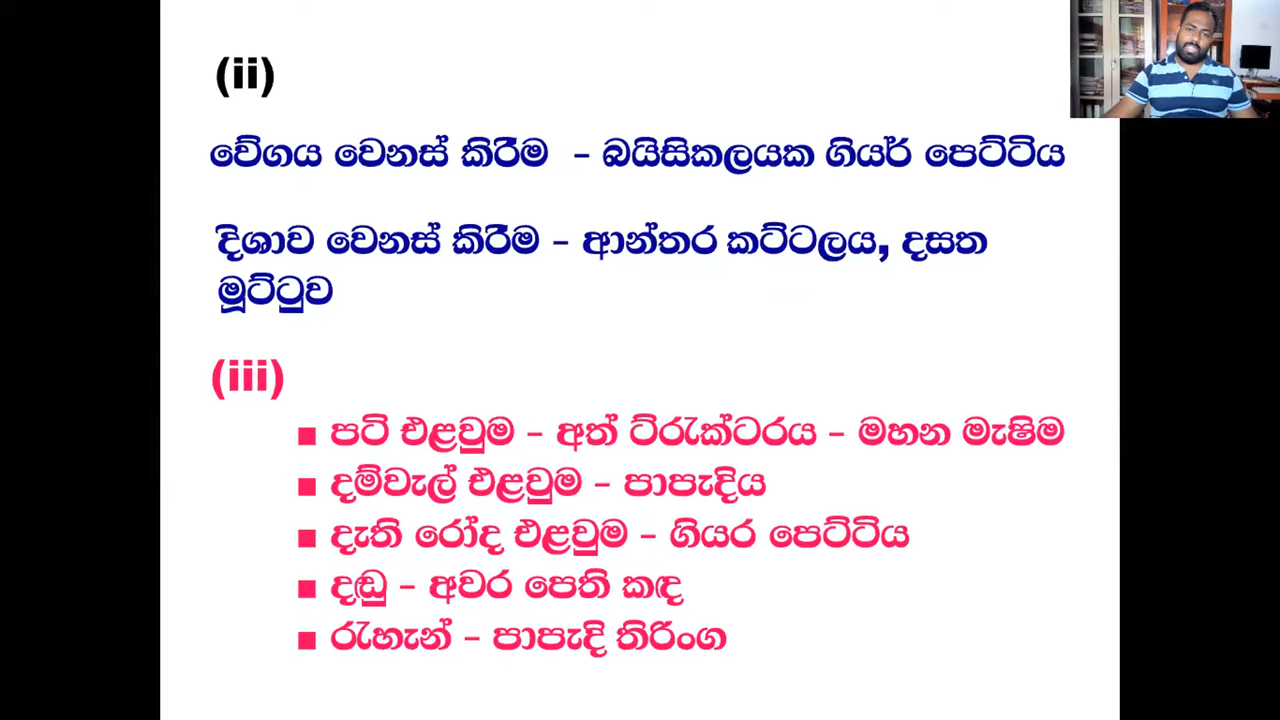 (ii)
වේගය වෙනස් කිරීම – බයිසිකලයක ගියර් පෙට්ටිය
දිශාව වෙනස් කිරීම – ආන්තර කට්ටලය, දසත
මූට්ටුව
(iii)
■ පටි එළවුම – අත් ට්රැක්ටරය – මහන මැෂිම
■ දම්වැල් එළවුම – පාපැදිය
■ දැති රෝද එළවුම – ගියර පෙට්ටිය
■ දඬු – අවර පෙති කඳ
■ රැහැන් – පාපැදි තිරිංග